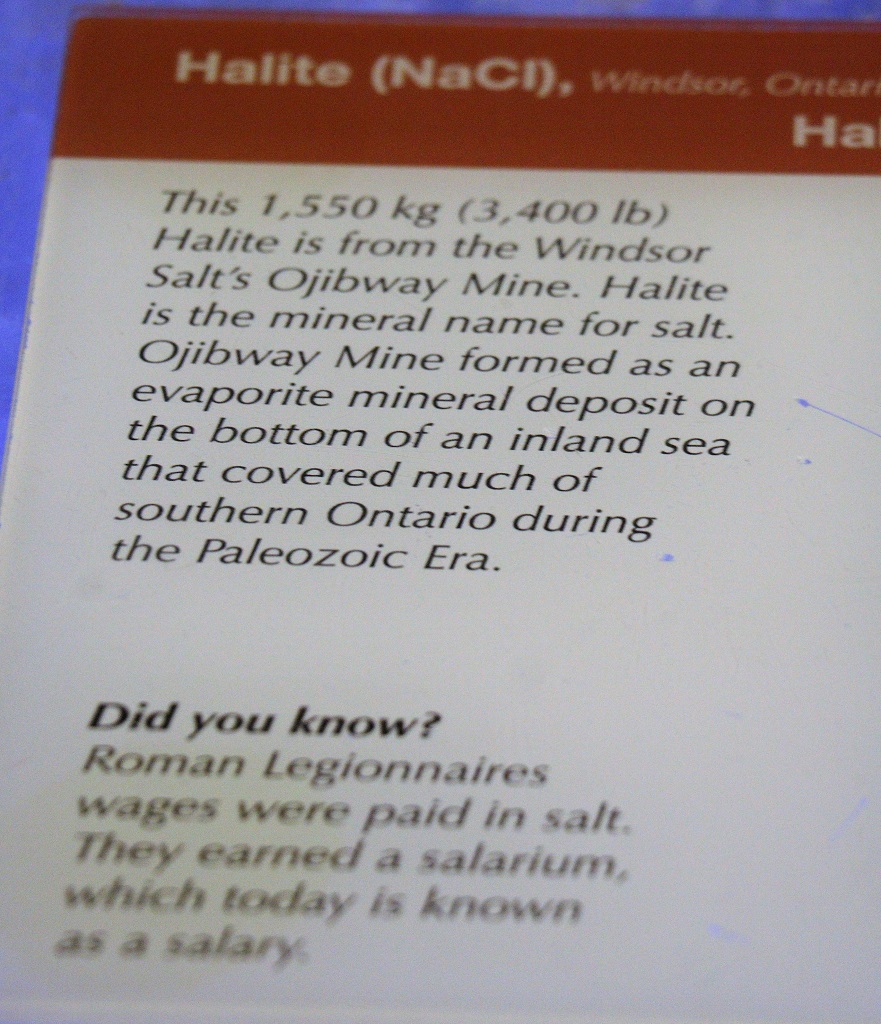 Halite (NaCl), Windsor, Ontari
Hal
This 1,550 kg (3,400 lb)
Halite is from the Windsor
Salt's Ojibway Mine. Halite
is the mineral name for salt.
Ojibway Mine formed as an
evaporite mineral deposit on
the bottom of an inland sea
that covered much of
southern Ontario during
the Paleozoic Era.
Did you know?
Roman Legionnaires
wages were paid in salt.
They earned a salarium,
which today is known
as a salary.